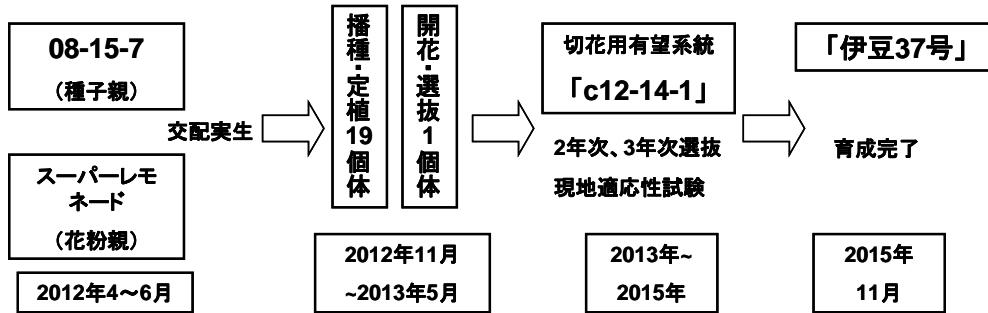 08-15-7
（種子親）
スーパーレモ
ネード
（花粉親）
2012年4～6月
交配実生
播種・定植19個体
開花・選抜1個体
2012年11月
~2013年5月
切花用有望系統
「c12-14-1」
2年次、3年次選抜
現地適応性試験
2013年~
2015年
「伊豆37号」
育成完了
2015年
11月